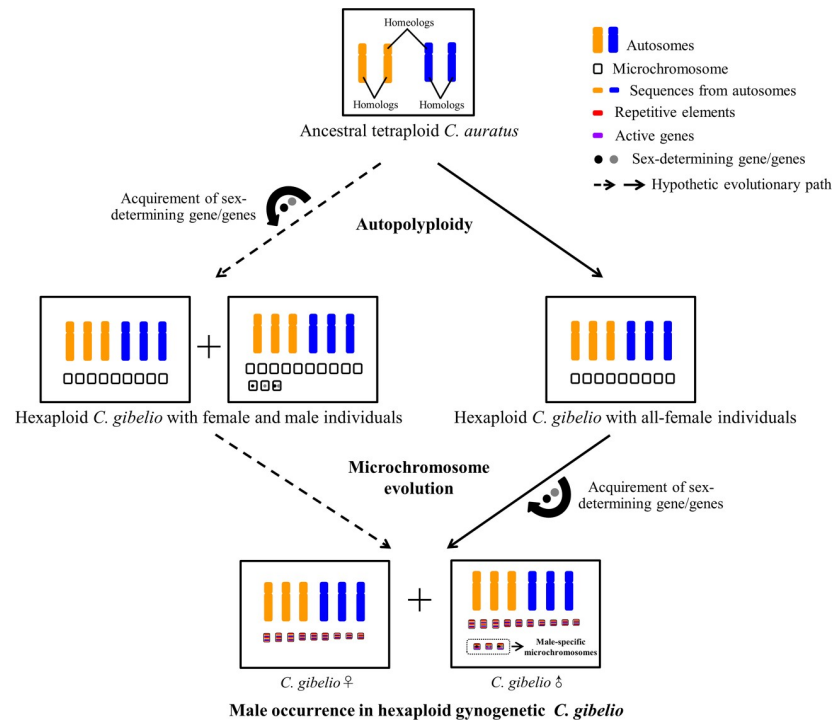 Homeologs
Homologs
Homologs
Ancestral tetraploid C. auratus
Autosomes
Microchromosome
Sequences from autosomes
Repetitive elements
Active genes
Sex-determining gene/genes
Hypothetic evolutionary path
Acquirement of sex-
determining gene/genes
Autopolyploidy
+
Hexaploid C. gibelio with female and male individuals
Hexaploid C. gibelio with all-female individuals
Microchromosome
evolution
Acquirement of sex-
determining gene/genes
+
Male-specific
microchromosomes
C. gibelio ♀
C. gibelio ♂
Male occurrence in hexaploid gynogenetic C. gibelio